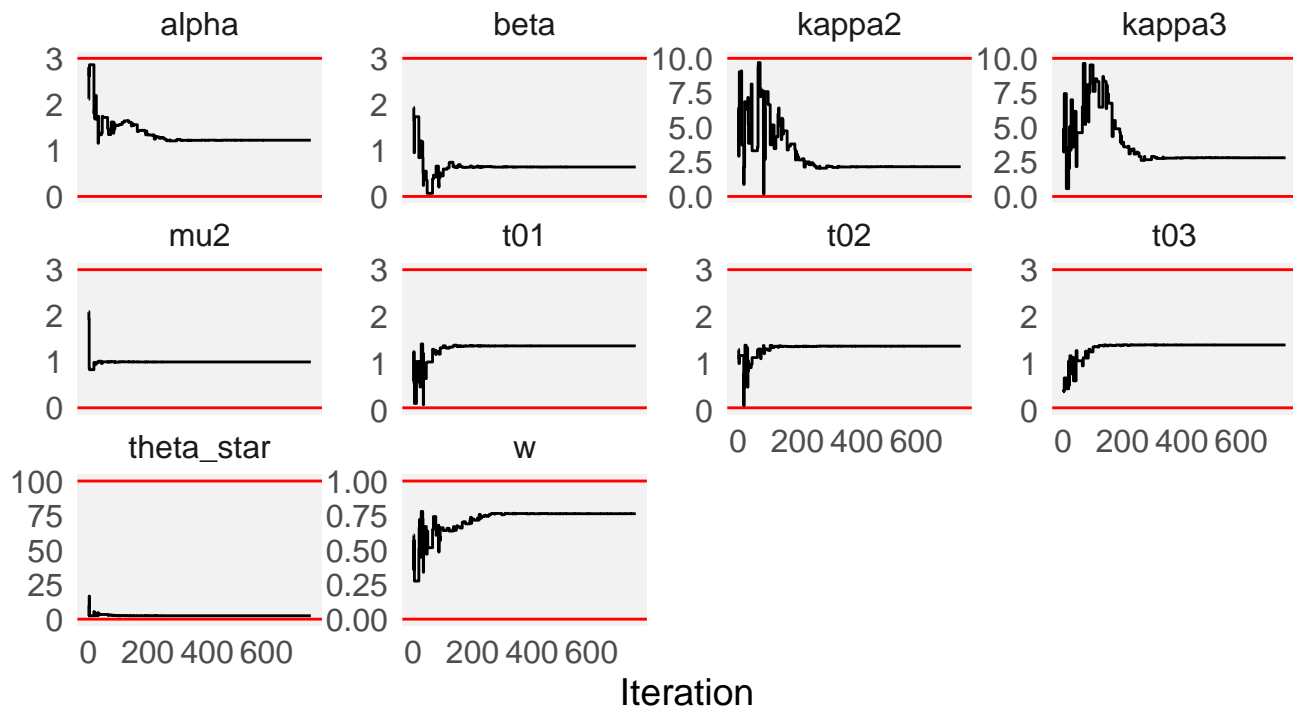 alpha beta kappa2 kappa3
3 3 10.0 10.0
2 2 7.5 7.5
5.0 5.0
1 1 2.5 2.5
0 0 0.0 0.0
mu2 t01 t02 t03
3 3 3 3
2 2 2 2
1 1 1 1
0 0 0 0
0 200 400 600 0 200 400 600
theta_star w
100 1.00
75 0.75
50 0.50
25 0.25
0 0.00
0 200 400 600 0 200 400 600
Iteration